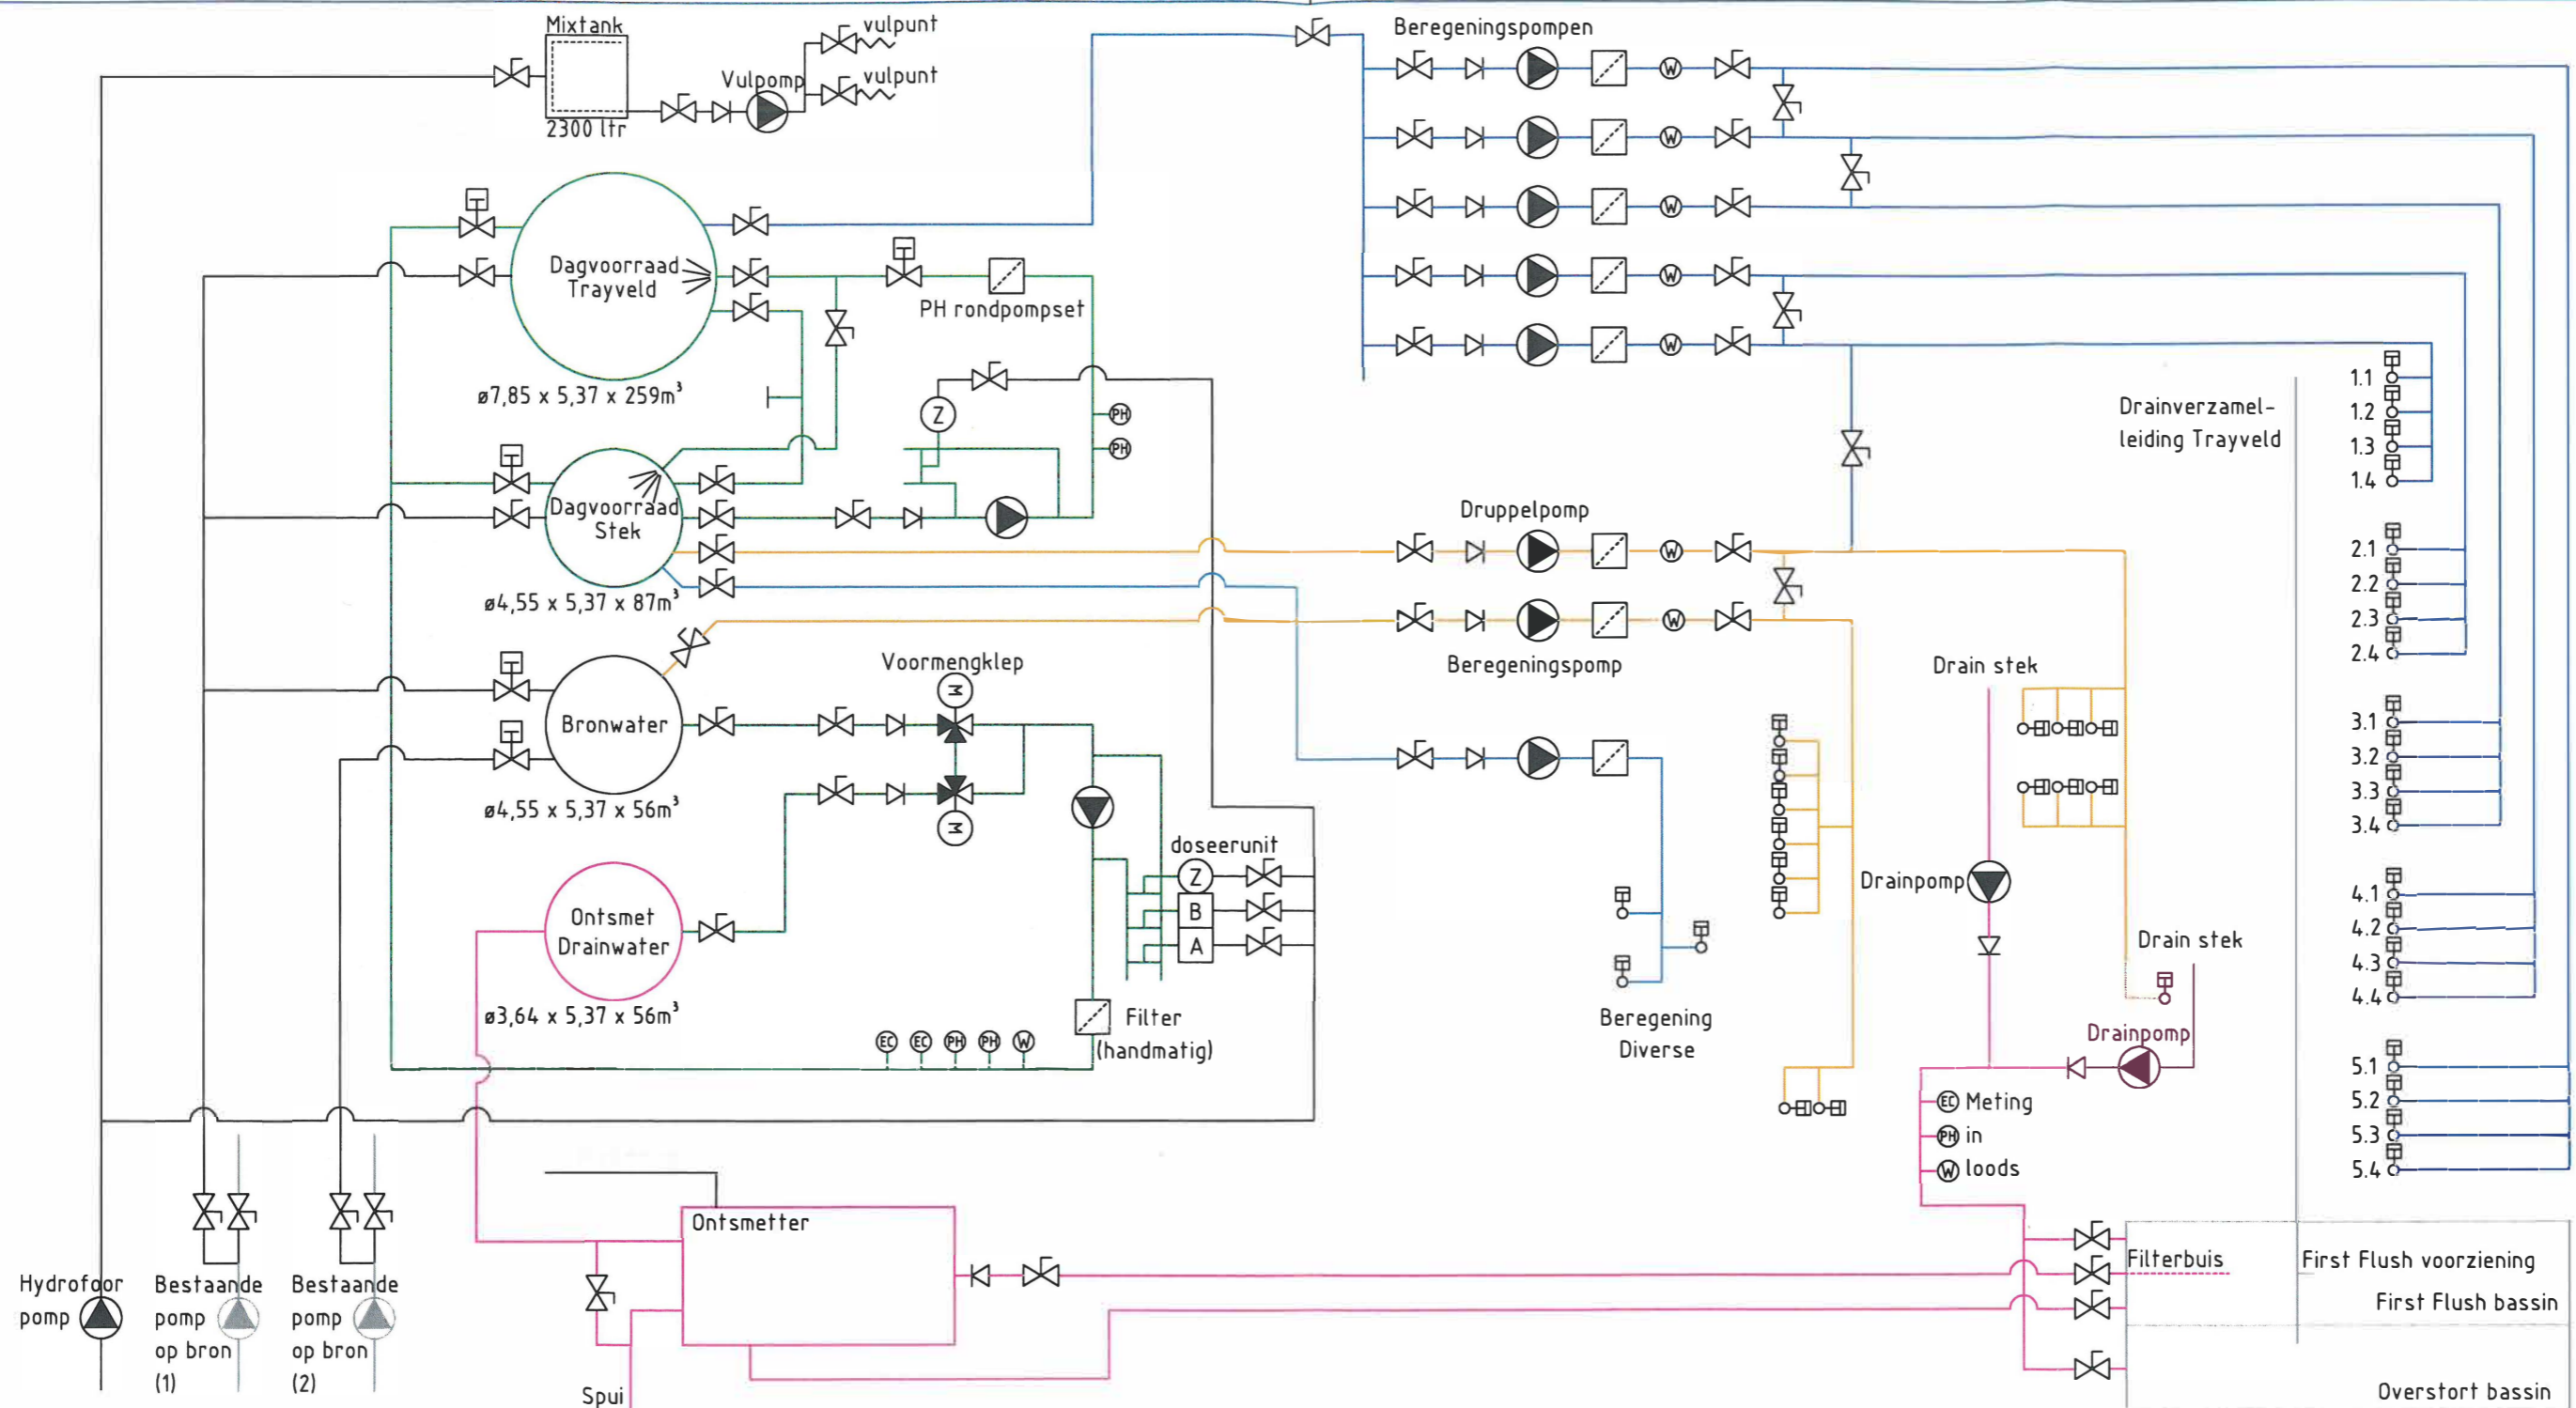 Mixtank
2300 ltr
Vulpomp
vulpunt
vulpunt
Beregeningspompen
W
W
W
W
W
Dagvoorraad
Trayveld
ø7,85 x 5,37 x 259m³
PH rondpompset
Z
PH
PH
Dagvoorraad
Stek
ø4,55 x 5,37 x 87m³
Druppelpomp
W
Beregeningspomp
W
Bronwater
ø4,55 x 5,37 x 56m³
Voormengklep
M
M
Ontsmet
Drainwater
ø3,64 x 5,37 x 56m³
doseerunit
Z
B
A
Filter
(handmatig)
EC
EC
PH
PH
W
Beregening
Diverse
Drainverzamel-
leiding Trayveld
1.1
1.2
1.3
1.4
2.1
2.2
2.3
2.4
3.1
3.2
3.3
3.4
4.1
4.2
4.3
4.4
5.1
5.2
5.3
5.4
Drain stek
Drainpomp
Drain stek
Drainpomp
EC Meting
PH in
W loods
Hydrofoor
pomp
Bestaande
pomp
op bron
(1)
Bestaande
pomp
op bron
(2)
Ontsmetter
Spui
Filterbuis
First Flush voorziening
First Flush bassin
Overstort bassin